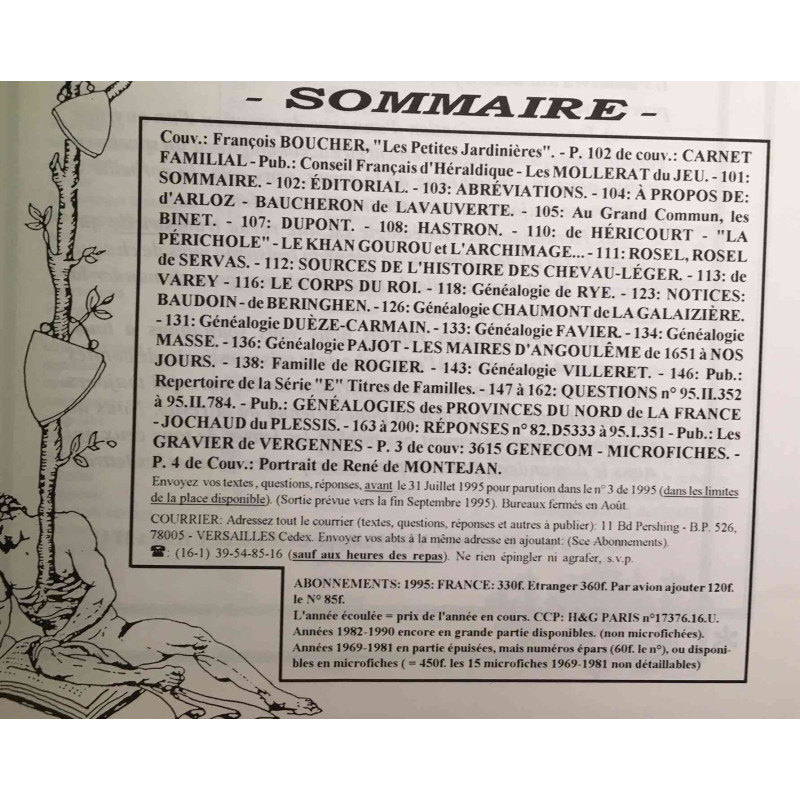 - SOMMAIRE -
Couv.: François BOUCHER, "Les Petites Jardinières". - P. 102 de couv.: CARNET
FAMILIAL - Pub.: Conseil Français d'Héraldique - Les MOLLERAT du JEU. - 101:
SOMMAIRE. - 102: ÉDITORIAL. - 103: ABRÉVIATIONS. - 104: À PROPOS DE:
d'ARLOZ - BAUCHERON de LAVAUVERTE. - 105: Au Grand Commun, les
BINET. - 107: DUPONT. - 108: HASTRON. - 110: de HÉRICOURT - "LA
PÉRICHOLE" - LE KHAN GOUROU et L'ARCHIMAGE... - 111: ROSEL, ROSEL
de SERVAS. - 112: SOURCES DE L'HISTOIRE DES CHEVAU-LÉGER. - 113: de
VAREY - 116: LE CORPS DU ROI. - 118: Généalogie de RYE. - 123: NOTICES:
BAUDOIN - de BERINGHEN. - 126: Généalogie CHAUMONT de LA GALAIZIÈRE.
- 131: Généalogie DUÈZE-CARMAIN. - 133: Généalogie FAVIER. - 134: Généalogie
MASSE. - 136: Généalogie PAJOT - LES MAIRES D'ANGOULÊME de 1651 à NOS
JOURS. - 138: Famille de ROGIER. - 143: Généalogie VILLERET. - 146: Pub.:
Repertoire de la Série "E" Titres de Familles. - 147 à 162: QUESTIONS n° 95.II.352
à 95.II.784. - Pub.: GÉNÉALOGIES des PROVINCES DU NORD de LA FRANCE
- JOCHAUD du PLESSIS. - 163 à 200: RÉPONSES n° 82.D5333 à 95.I.351 - Pub.: Les
GRAVIER de VERGENNES - P. 3 de couv: 3615 GENECOM - MICROFICHES. -
P. 4 de Couv.: Portrait de René de MONTEJAN.
Envoyez vos textes, questions, réponses, avant le 31 Juillet 1995 pour parution dans le n° 3 de 1995 (dans les limites
de la place disponible). (Sortie prévue vers la fin Septembre 1995). Bureaux fermés en Août.
COURRIER: Adressez tout le courrier (textes, questions, réponses et autres à publier): 11 Bd Pershing - B.P. 526,
78005 - VERSAILLES Cedex. Envoyer vos abts à la même adresse en ajoutant: (Sce Abonnements).
☎: (16-1) 39-54-85-16 (sauf aux heures des repas). Ne rien épingler ni agrafer, s.v.p.
ABONNEMENTS: 1995: FRANCE: 330f. Etranger 360f. Par avion ajouter 120f.
le N° 85f.
L'année écoulée = prix de l'année en cours. CCP: H&G PARIS n°17376.16.U.
Années 1982-1990 encore en grande partie disponibles. (non microfichées).
Années 1969-1981 en partie épuisées, mais numéros épars (60f. le n°), ou disponi-
bles en microfiches ( = 450f. les 15 microfiches 1969-1981 non détaillables)